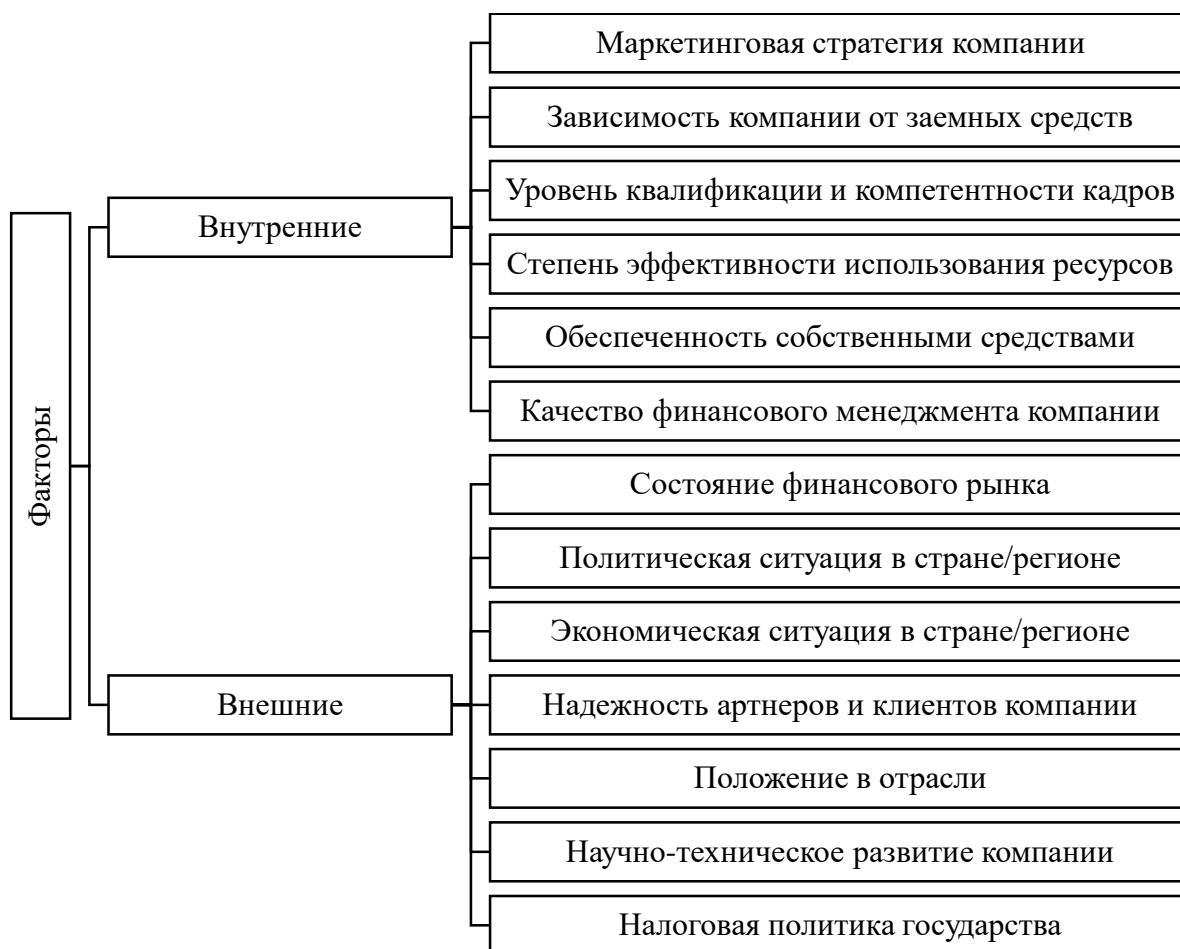 Факторы
Внутренние
Маркетинговая стратегия компании
Зависимость компании от заемных средств
Уровень квалификации и компетентности кадров
Степень эффективности использования ресурсов
Обеспеченность собственными средствами
Качество финансового менеджмента компании
Внешние
Состояние финансового рынка
Политическая ситуация в стране/регионе
Экономическая ситуация в стране/регионе
Надежность артнеров и клиентов компании
Положение в отрасли
Научно-техническое развитие компании
Налоговая политика государства